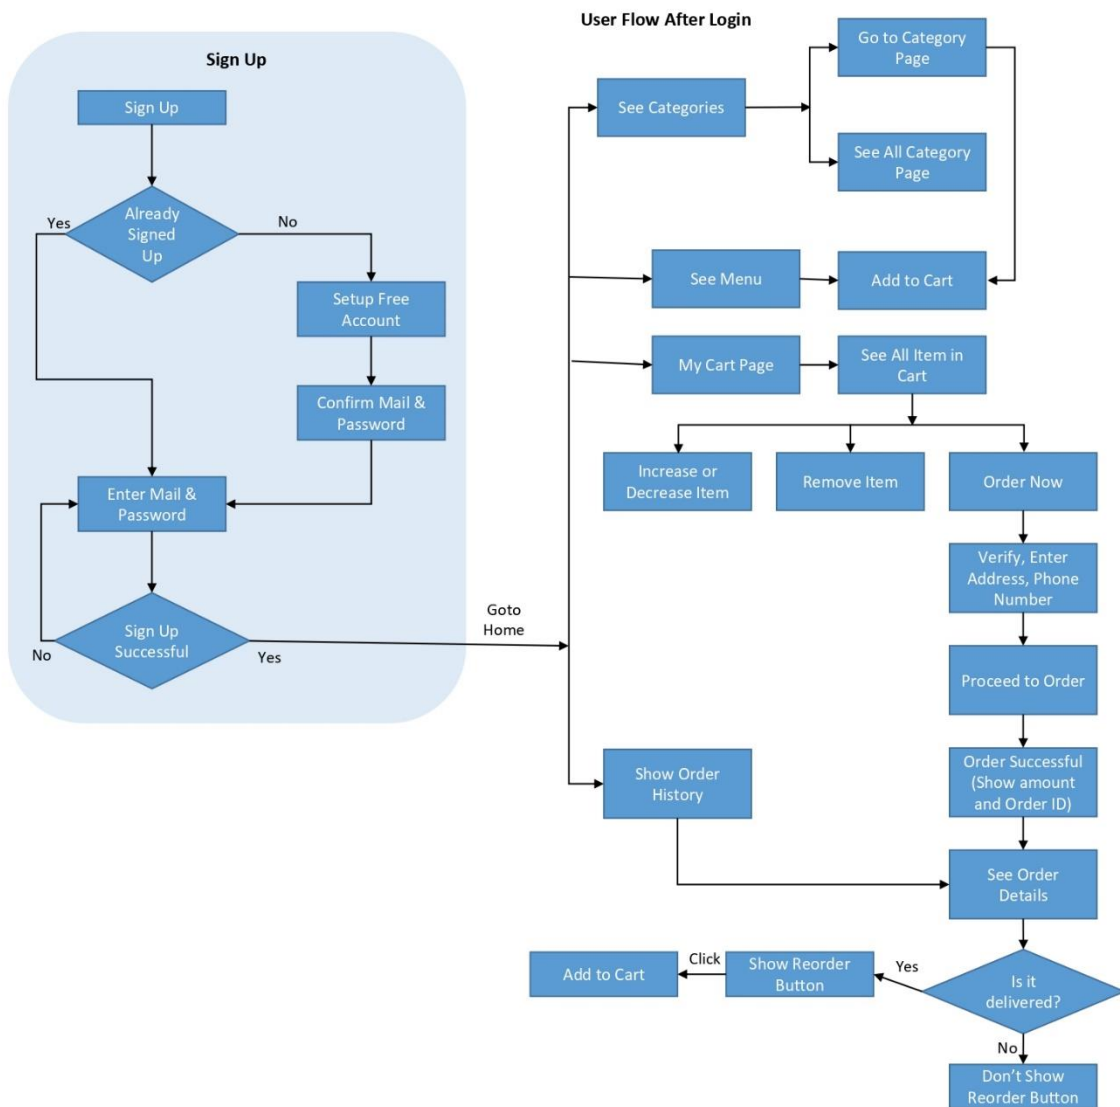 User Flow After Login
Sign Up
Sign Up
Already
Signed
Up
Yes
No
Setup Free
Account
Confirm Mail &
Password
Enter Mail &
Password
Sign Up
Successful
No
Yes
Goto
Home
See Categories
Go to Category
Page
See All Category
Page
See Menu
Add to Cart
My Cart Page
See All Item in
Cart
Increase or
Decrease Item
Remove Item
Order Now
Verify, Enter
Address, Phone
Number
Proceed to Order
Order Successful
(Show amount
and Order ID)
Show Order
History
See Order
Details
Is it
delivered?
Yes
Show Reorder
Button
Click
Add to Cart
No
Don’t Show
Reorder Button